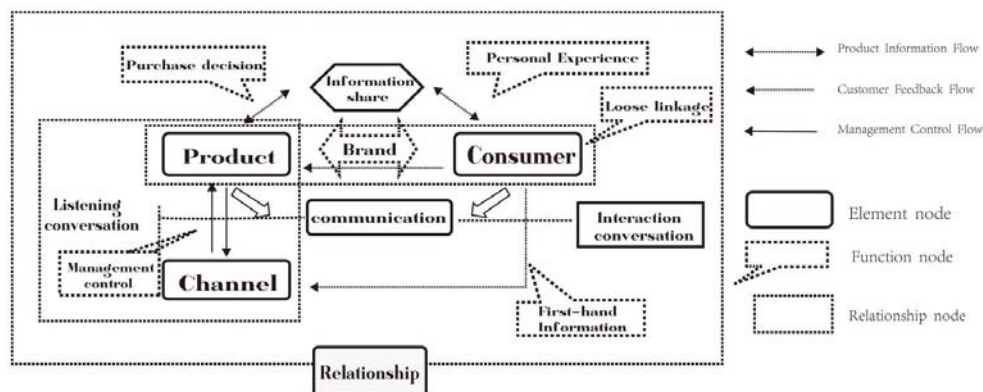 Purchase decision
Information
share
Personal Experience
Loose linkage
Product
Brand
Consumer
Listening
conversation
communication
Interaction
conversation
Management
control
Channel
First-hand
Information
Relationship
Product Information Flow
Customer Feedback Flow
Management Control Flow
Element node
Function node
Relationship node